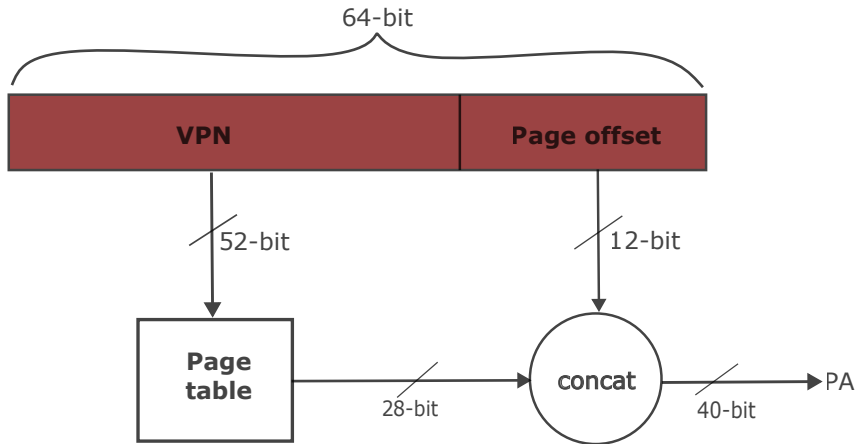 64-bit
VPN
Page offset
52-bit
12-bit
Page
table
concat
PA
28-bit
40-bit